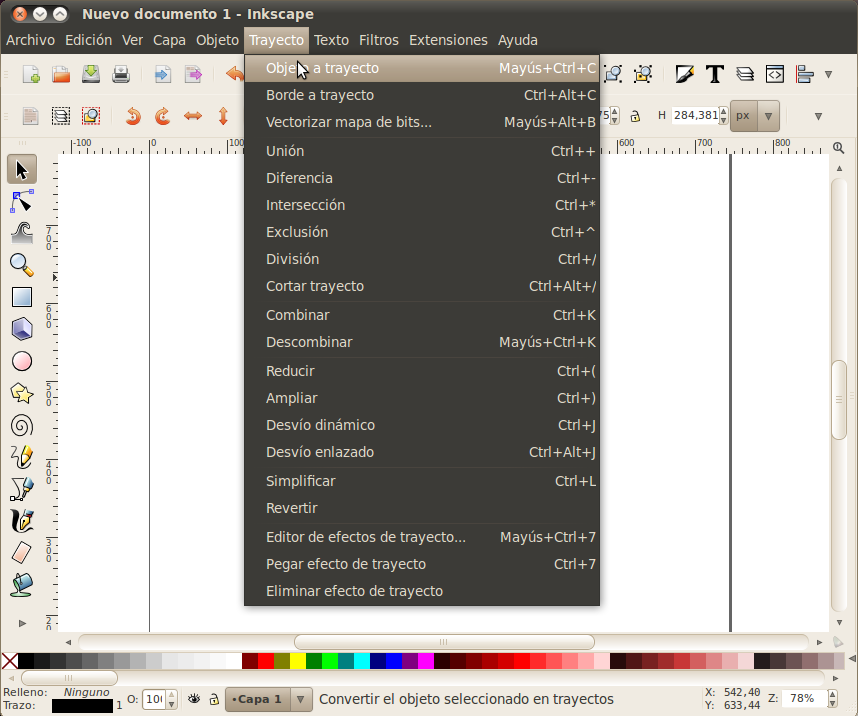 Nuevo documento 1 - Inkscape
Archivo Edición Ver Capa Objeto Trayecto Texto Filtros Extensiones Ayuda
Objeto a trayecto Mayús+Ctrl+C
Borde a trayecto Ctrl+Alt+C
Vectorizar mapa de bits... Mayús+Alt+B
H 284,381 px
-100 0 100 600 700 800
Unión Ctrl++
Diferencia Ctrl+-
Intersección Ctrl+*
Exclusión Ctrl+^
División Ctrl+/
Cortar trayecto Ctrl+Alt+/
Combinar Ctrl+K
Descombinar Mayús+Ctrl+K
Reducir Ctrl+(
Ampliar Ctrl+)
Desvío dinámico Ctrl+J
Desvío enlazado Ctrl+Alt+J
Simplificar Ctrl+L
Revertir
Editor de efectos de trayecto... Mayús+Ctrl+7
Pegar efecto de trayecto Ctrl+7
Eliminar efecto de trayecto
700
600
500
400
300
Relleno: Ninguno
Trazo: 1 O: •Capa 1 Convertir el objeto seleccionado en trayectos
X: 542,40
Y: 633,44
Z: 78%